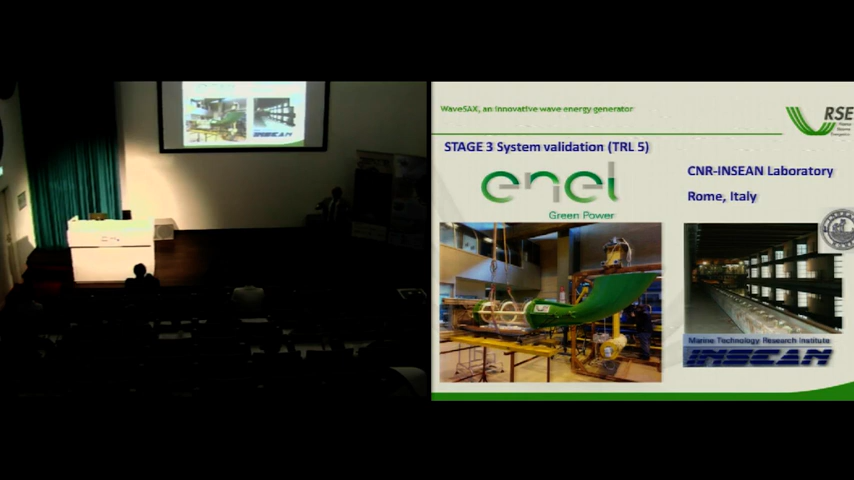 WaveSAX, an innovative wave energy generator
RSE
STAGE 3 System validation (TRL 5)
enel
Green Power
CNR-INSEAN Laboratory
Rome, Italy
Marine Technology Research Institute
INSEAN